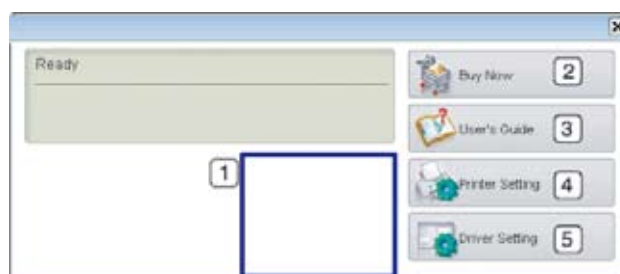 Ready
Buy Now
2
User's Guide
3
1
Printer Setting
4
Driver Setting
5